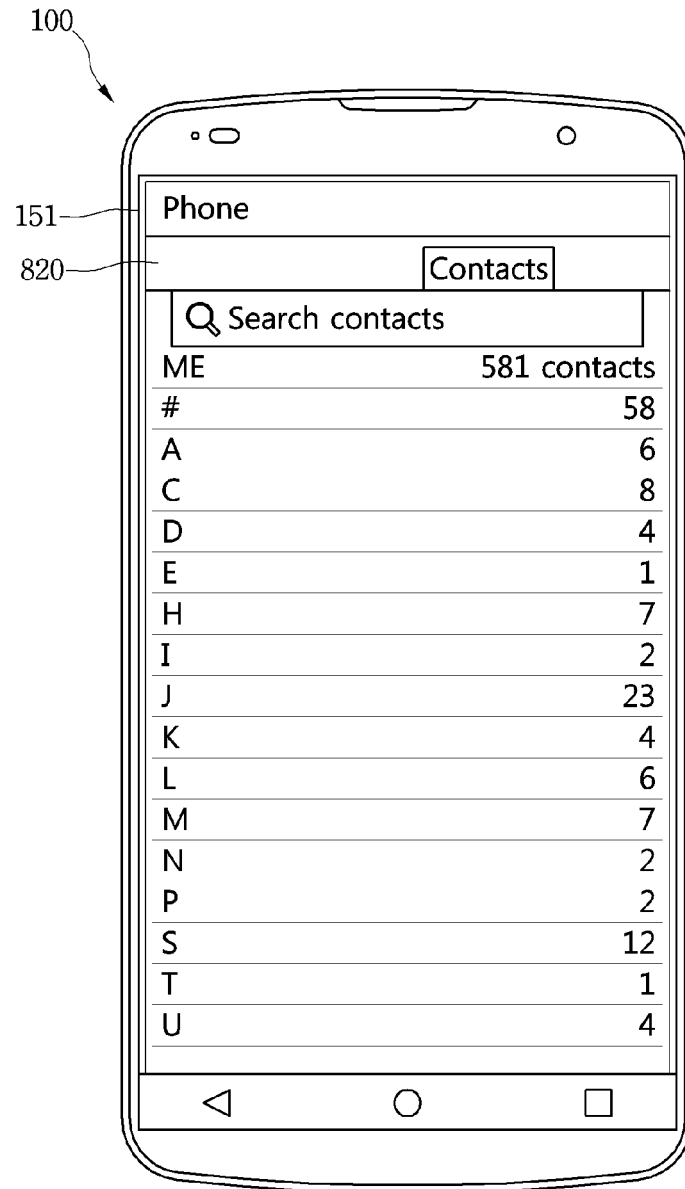 100
151
Phone
820
Contacts
Search contacts
ME 581 contacts
# 58
A 6
C 8
D 4
E 1
H 7
I 2
J 23
K 4
L 6
M 7
N 2
P 2
S 12
T 1
U 4